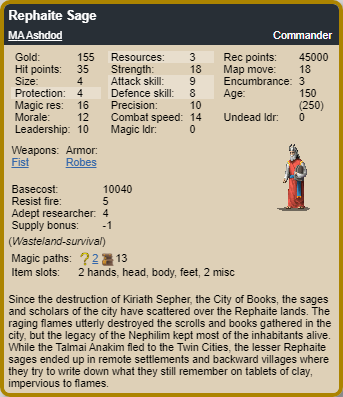 Rephaite Sage
MA Ashdod Commander
Gold: 155 Resources: 3 Rec points: 45000
Hit points: 35 Strength: 18 Map move: 18
Size: 4 Attack skill: 9 Encumbrance: 3
Protection: 4 Defence skill: 8 Age: 150
Magic res: 16 Precision: 10 (250)
Morale: 12 Combat speed: 14 Undead ldr: 0
Leadership: 10 Magic ldr: 0
Weapons: Armor:
Fist Robes
Basecost: 10040
Resist fire: 5
Adept researcher: 4
Supply bonus: -1
(Wasteland-survival)
Magic paths: ? 2 13
Item slots: 2 hands, head, body, feet, 2 misc
Since the destruction of Kiriath Sepher, the City of Books, the sages
and scholars of the city have scattered over the Rephaite lands. The
raging flames utterly destroyed the scrolls and books gathered in the
city, but the legacy of the Nephilim kept most of the inhabitants alive.
While the Talmai Anakim fled to the Twin Cities, the lesser Rephaite
sages ended up in remote settlements and backward villages where
they try to write down what they still remember on tablets of clay,
impervious to flames.